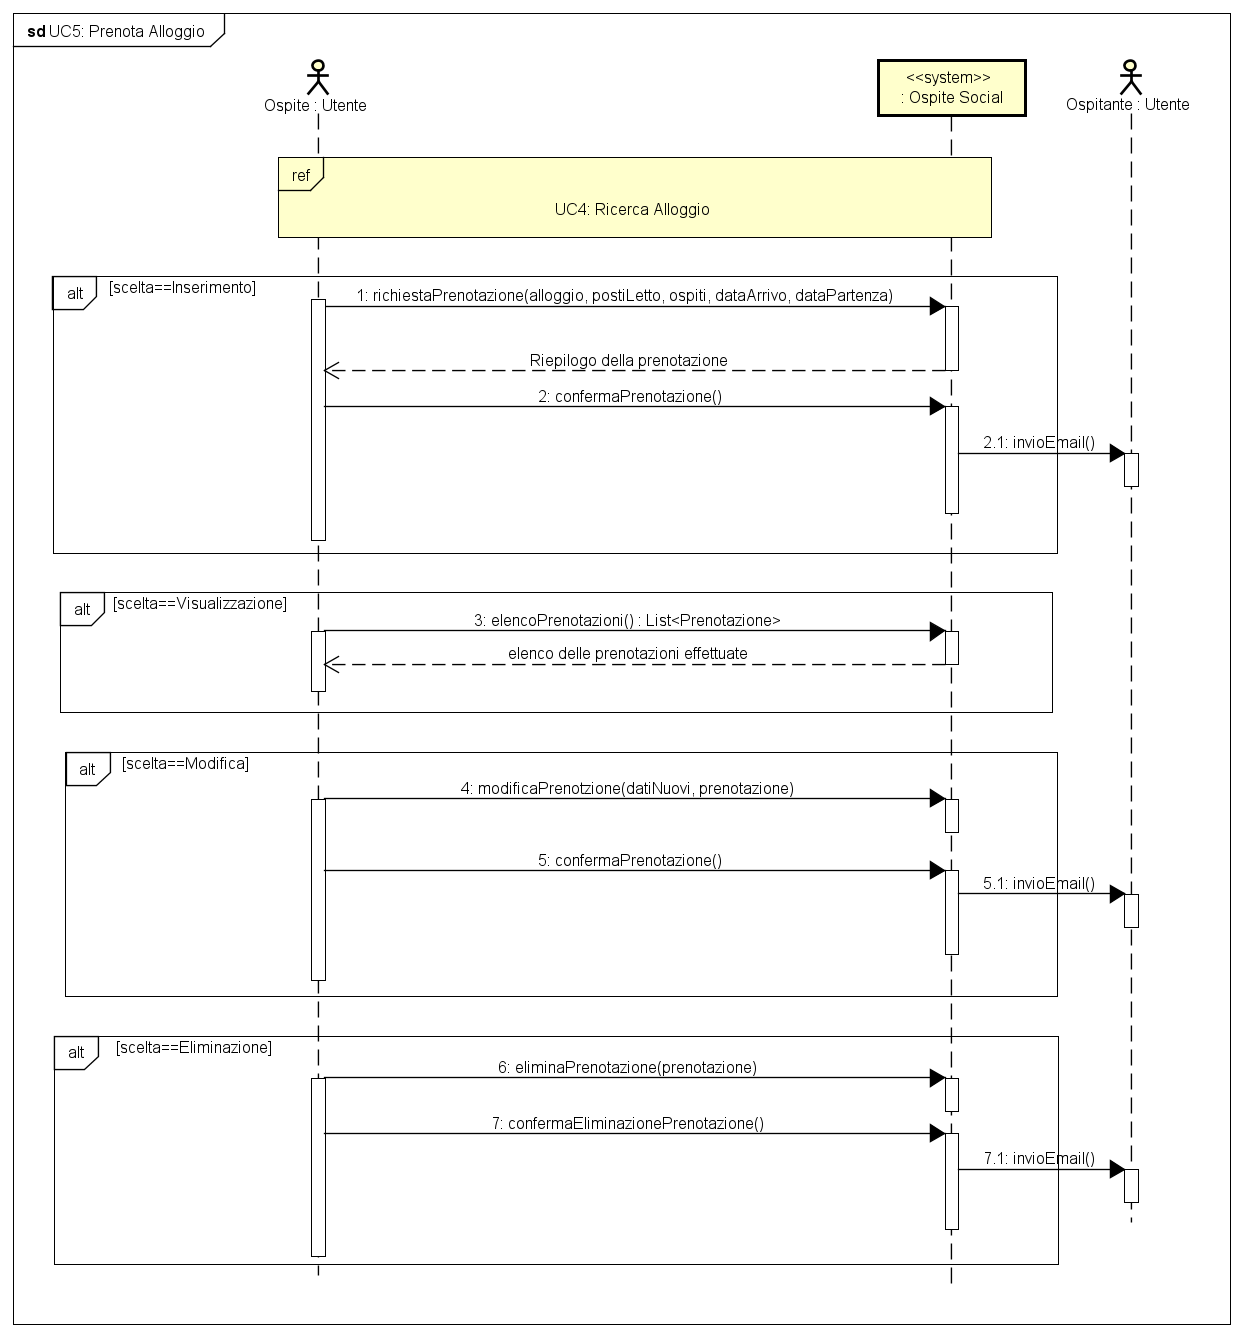 sd UC5: Prenota Alloggio
<<system>>
: Ospite Social
Ospite : Utente
Ospitante : Utente
ref
UC4: Ricerca Alloggio
alt
[scelta==Inserimento]
1: richiestaPrenotazione(alloggio, postiLetto, ospiti, dataArrivo, dataPartenza)
Riepilogo della prenotazione
2: confermaPrenotazione()
2.1: invioEmail()
alt
[scelta==Visualizzazione]
3: elencoPrenotazioni() : List<Prenotazione>
elenco delle prenotazioni effettuate
alt
[scelta==Modifica]
4: modificaPrenotzione(datiNuovi, prenotazione)
5: confermaPrenotazione()
5.1: invioEmail()
alt
[scelta==Eliminazione]
6: eliminaPrenotazione(prenotazione)
7: confermaEliminazionePrenotazione()
7.1: invioEmail()